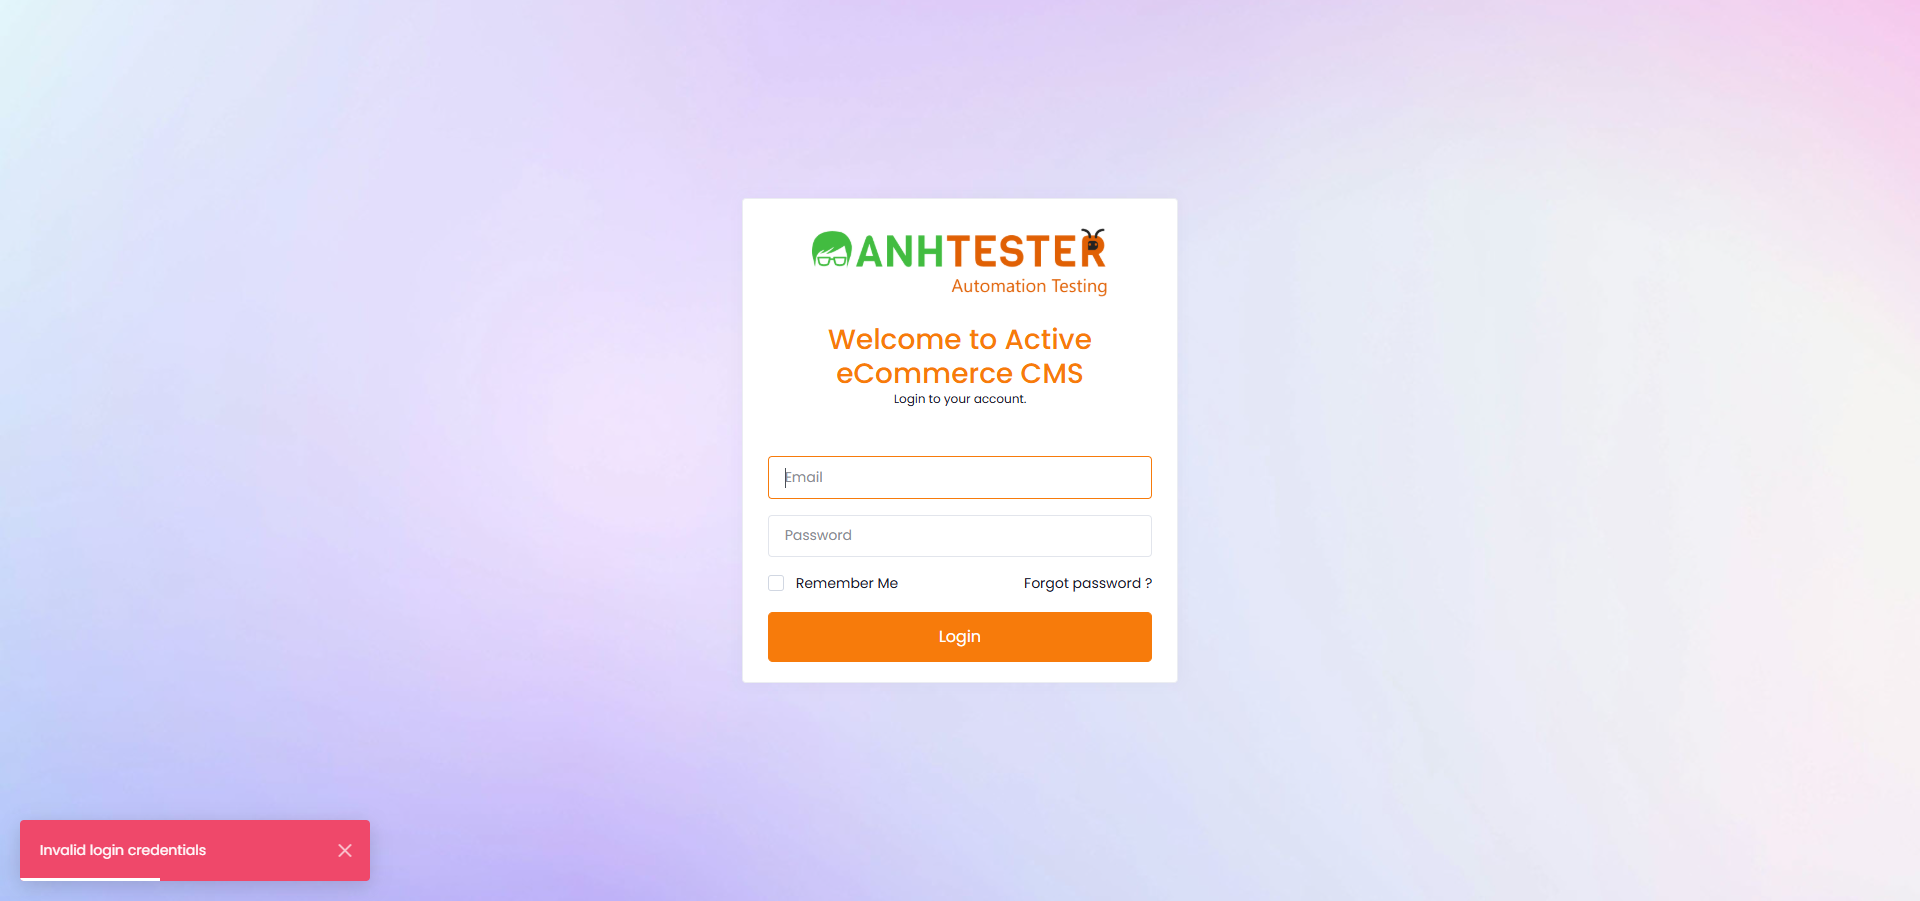 ANHTESTER
Automation Testing
Welcome to Active
eCommerce CMS
Login to your account.
Email
Password
Remember Me
Forgot password ?
Login
Invalid login credentials